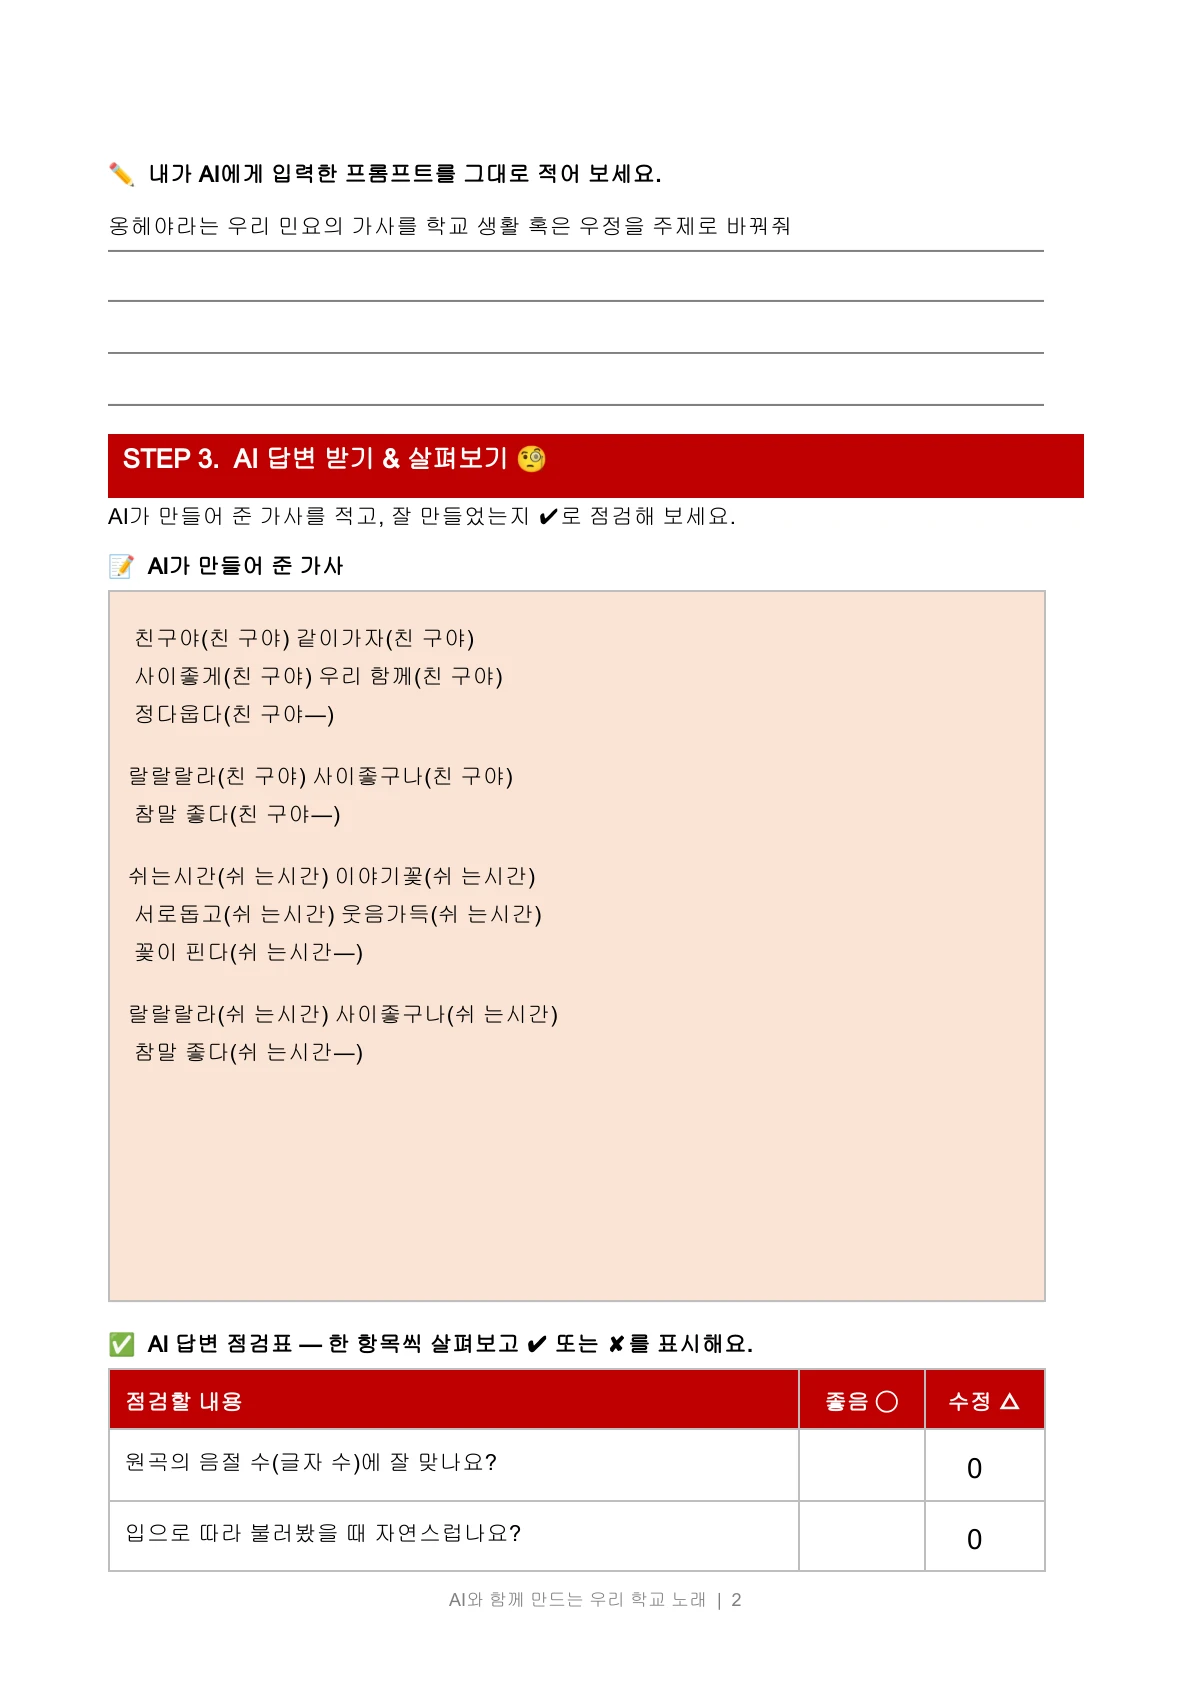 ✏️ 내가 AI에게 입력한 프롬프트를 그대로 적어 보세요.
옹헤야라는 우리 민요의 가사를 학교 생활 혹은 우정을 주제로 바꿔줘
STEP 3. AI 답변 받기 & 살펴보기 🧐
AI가 만들어 준 가사를 적고, 잘 만들었는지 ✔로 점검해 보세요.
📝 AI가 만들어 준 가사
친구야(친 구야) 같이가자(친 구야)
사이좋게(친 구야) 우리 함께(친 구야)
정다웁다(친 구야—)
랄랄랄라(친 구야) 사이좋구나(친 구야)
참말 좋다(친 구야—)
쉬는시간(쉬 는시간) 이야기꽃(쉬 는시간)
서로돕고(쉬 는시간) 웃음가득(쉬 는시간)
꽃이 핀다(쉬 는시간—)
랄랄랄라(쉬 는시간) 사이좋구나(쉬 는시간)
참말 좋다(쉬 는시간—)
✅ AI 답변 점검표 — 한 항목씩 살펴보고 ✔ 또는 ✘를 표시해요.
점검할 내용 좋음 ◯ 수정 △
원곡의 음절 수(글자 수)에 잘 맞나요? 0
입으로 따라 불러봤을 때 자연스럽나요? 0
AI와 함께 만드는 우리 학교 노래 | 2